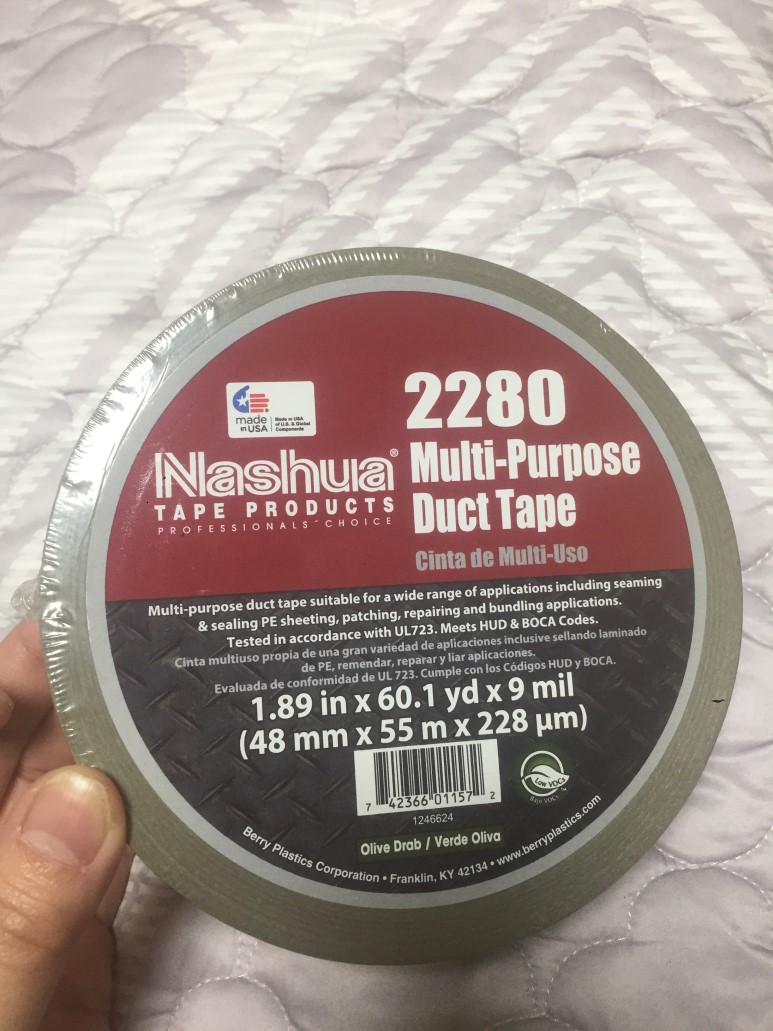 made
in USA
Made in USA
of U.S. & Global
Components
Nashua®
TAPE PRODUCTS
PROFESSIONALS' CHOICE
2280
Multi-Purpose
Duct Tape
Cinta de Multi-Uso
Multi-purpose duct tape suitable for a wide range of applications including seaming
& sealing PE sheeting, patching, repairing and bundling applications.
Tested in accordance with UL723. Meets HUD & BOCA Codes.
Cinta multiuso propia de una gran variedad de aplicaciones inclusive sellando laminado
de PE, remendar, reparar y liar aplicaciones.
Evaluada de conformidad de UL 723. Cumple con los Códigos HUD y BOCA.
1.89 in x 60.1 yd x 9 mil
(48 mm x 55 m x 228 µm)
7 42366 01157 2
1246624
Low VOCs
Bajo VOCs
Olive Drab / Verde Oliva
Berry Plastics Corporation • Franklin, KY 42134 • www.berryplastics.com